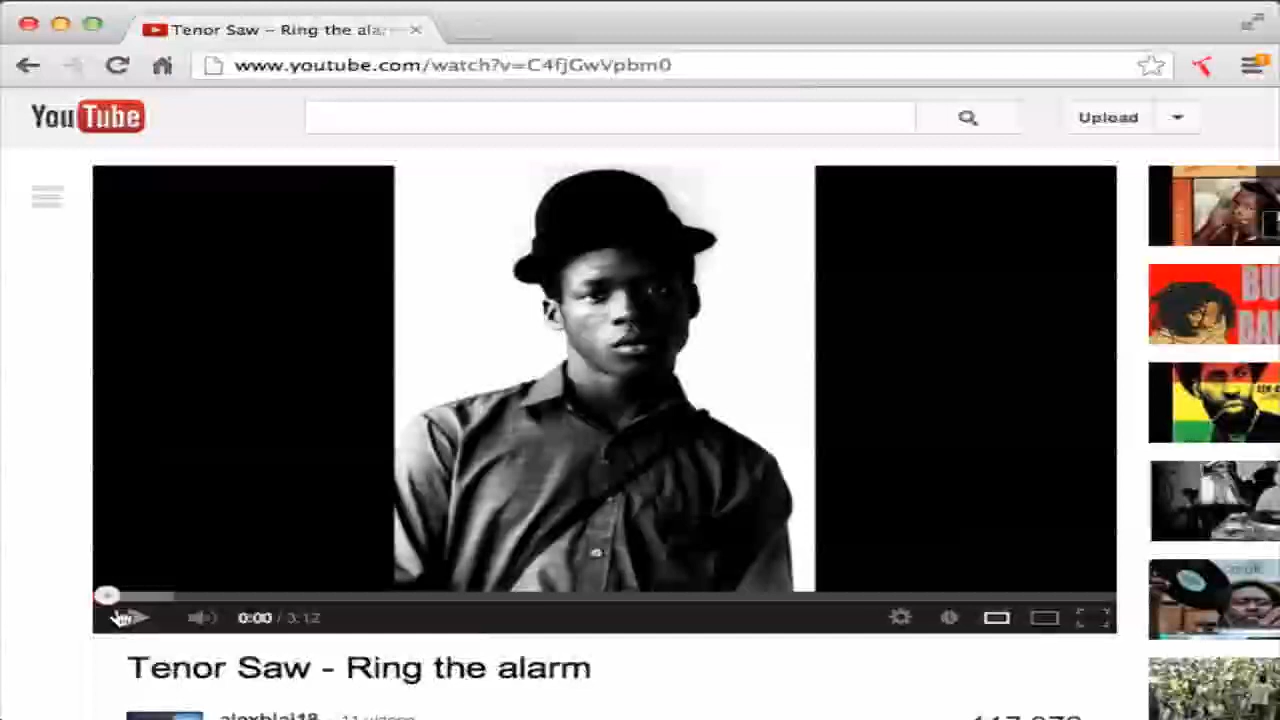 Tenor Saw - Ring the ala
www.youtube.com/watch?v=C4fJGwVpbm0
YouTube
Upload
BU
0:00 / 3:12
Tenor Saw - Ring the alarm